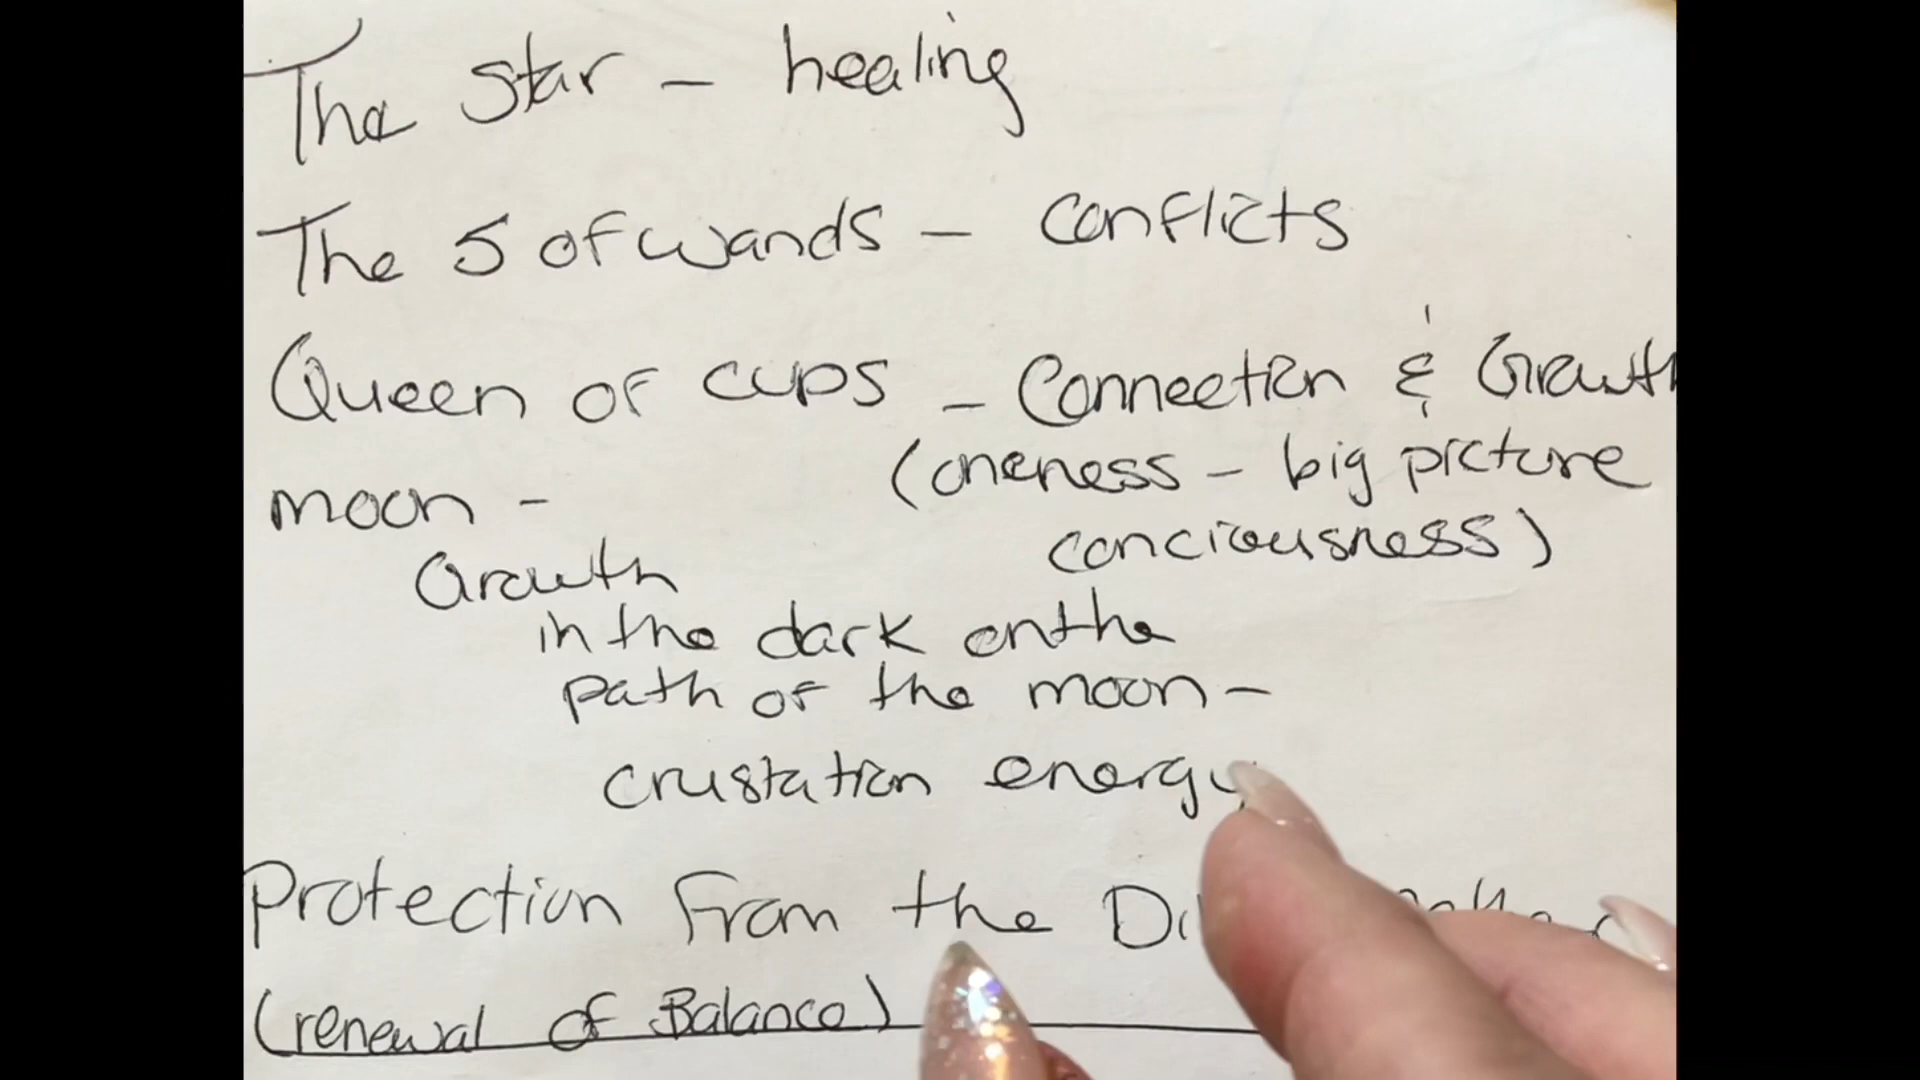 The Star - healing
The 5 of wands - conflicts
Queen of cups - Connection & Growth
(oneness - big picture
moon -
conciousness)
Growth
in the dark on the
path of the moon -
crustation energy
Protection From the
(renewal of Balance)